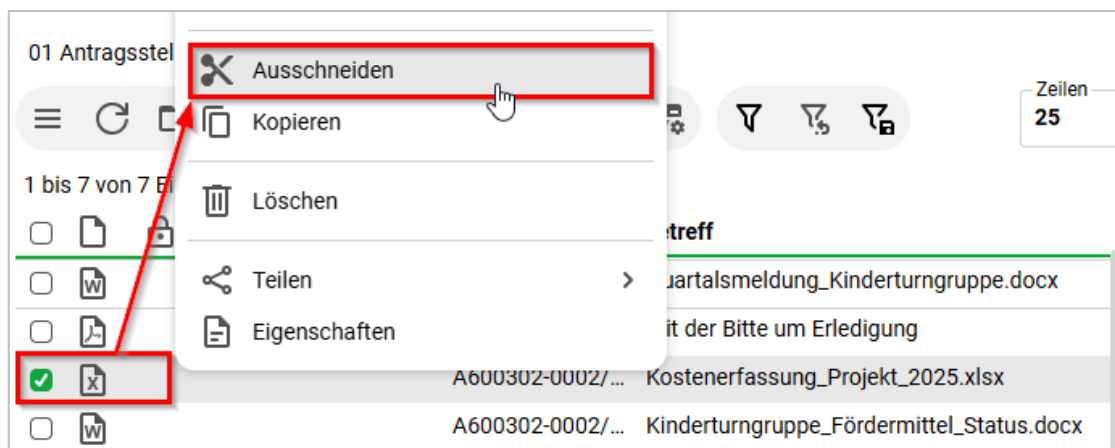 01 Antragsstel
Ausschneiden
Kopieren
Zeilen
25
1 bis 7 von 7 Ei
Löschen
etreff
Teilen
uartalsmeldung_Kinderturngruppe.docx
Eigenschaften
it der Bitte um Erledigung
A600302-0002/... Kostenerfassung_Projekt_2025.xlsx
A600302-0002/... Kinderturngruppe_Fördermittel_Status.docx